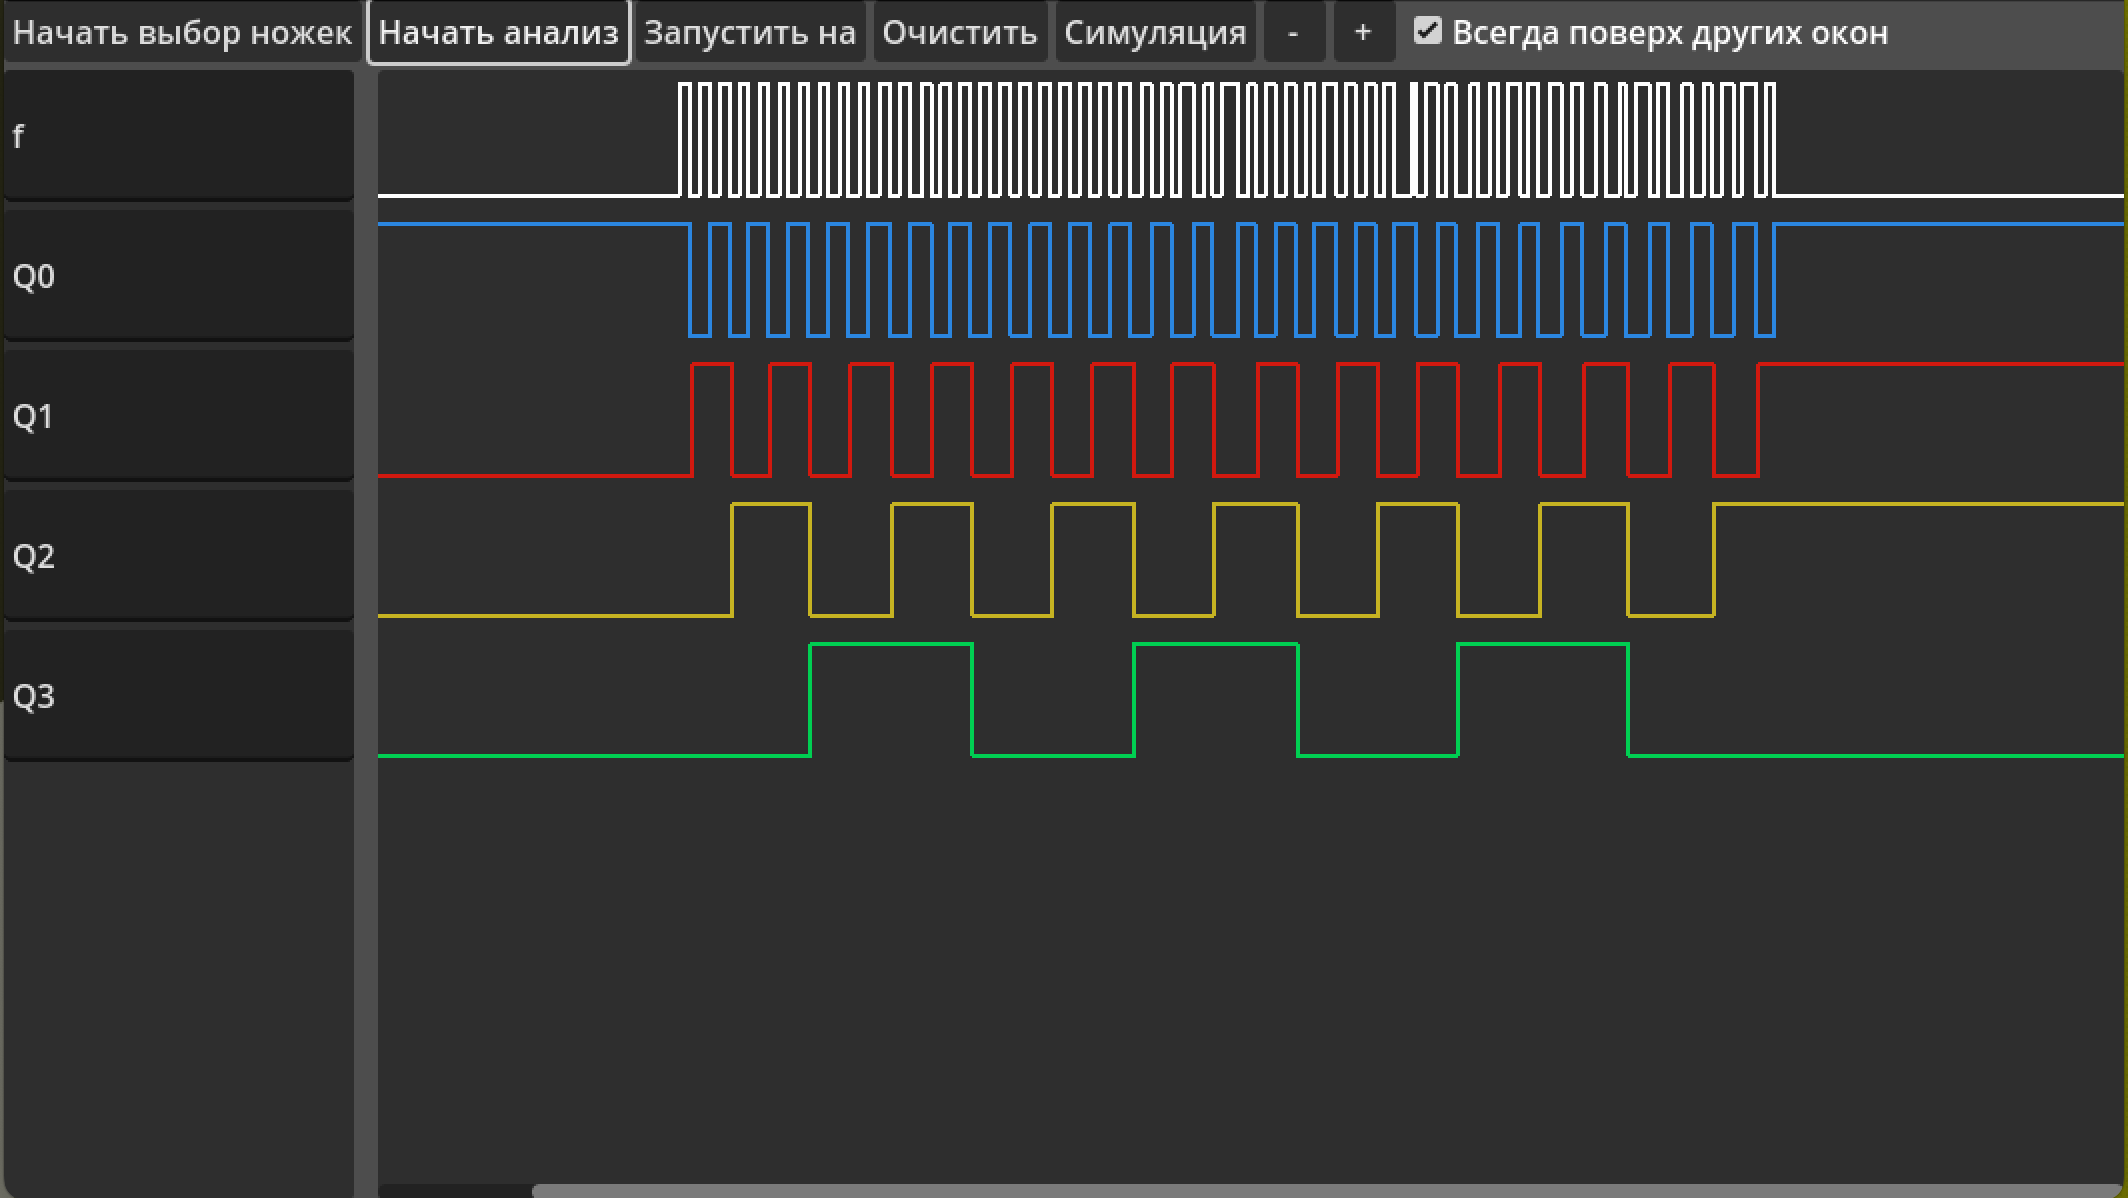 Начать выбор ножек Начать анализ Запустить на Очистить Симуляция - + Всегда поверх других окон
f
Q0
Q1
Q2
Q3